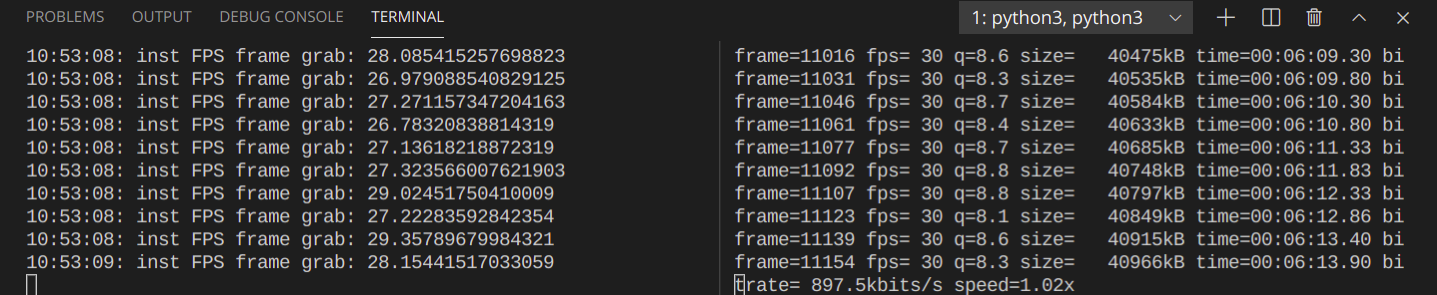 PROBLEMS OUTPUT DEBUG CONSOLE TERMINAL 1: python3, python3
10:53:08: inst FPS frame grab: 28.085415257698823
10:53:08: inst FPS frame grab: 26.979088540829125
10:53:08: inst FPS frame grab: 27.271157347204163
10:53:08: inst FPS frame grab: 26.78320838814319
10:53:08: inst FPS frame grab: 27.13618218872319
10:53:08: inst FPS frame grab: 27.323566007621903
10:53:08: inst FPS frame grab: 29.02451750410009
10:53:08: inst FPS frame grab: 27.22283592842354
10:53:08: inst FPS frame grab: 29.35789679984321
10:53:09: inst FPS frame grab: 28.15441517033059
frame=11016 fps= 30 q=8.6 size=   40475kB time=00:06:09.30 bi
frame=11031 fps= 30 q=8.3 size=   40535kB time=00:06:09.80 bi
frame=11046 fps= 30 q=8.7 size=   40584kB time=00:06:10.30 bi
frame=11061 fps= 30 q=8.4 size=   40633kB time=00:06:10.80 bi
frame=11077 fps= 30 q=8.7 size=   40685kB time=00:06:11.33 bi
frame=11092 fps= 30 q=8.8 size=   40748kB time=00:06:11.83 bi
frame=11107 fps= 30 q=8.8 size=   40797kB time=00:06:12.33 bi
frame=11123 fps= 30 q=8.1 size=   40849kB time=00:06:12.86 bi
frame=11139 fps= 30 q=8.6 size=   40915kB time=00:06:13.40 bi
frame=11154 fps= 30 q=8.3 size=   40966kB time=00:06:13.90 bi
trate= 897.5kbits/s speed=1.02x